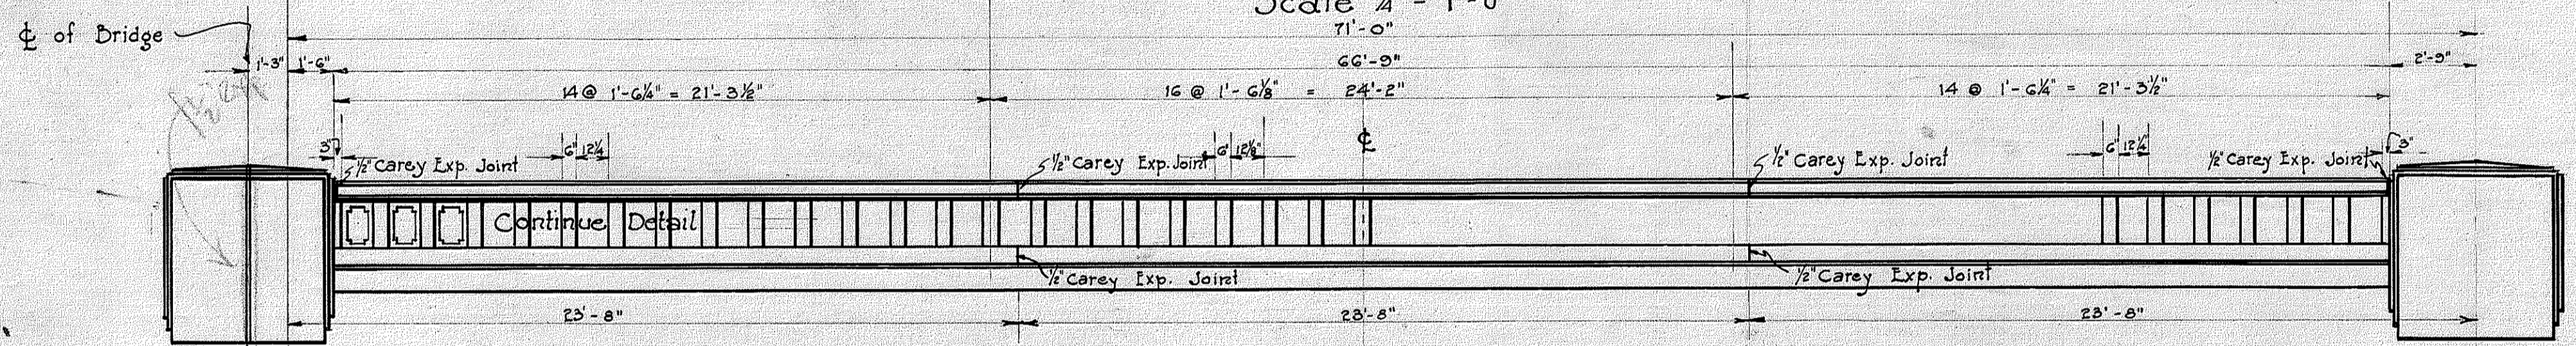 Scale ¼" = 1'-0"
71'-0"
℄ of Bridge
1'-3" 1'-6" 66'-9" 2'-9"
14 @ 1'-6¼" = 21'-3½" 16 @ 1'-6⅛" = 24'-2" 14 @ 1'-6¼" = 21'-3½"
℄
3" 6" 12¼ 6" 12⅛" 6" 12¼" 3"
½" Carey Exp. Joint ½" Carey Exp. Joint ½" Carey Exp. Joint ½" Carey Exp. Joint
Continue Detail
½" Carey Exp. Joint ½" Carey Exp. Joint
23'-8" 23'-8" 23'-8"